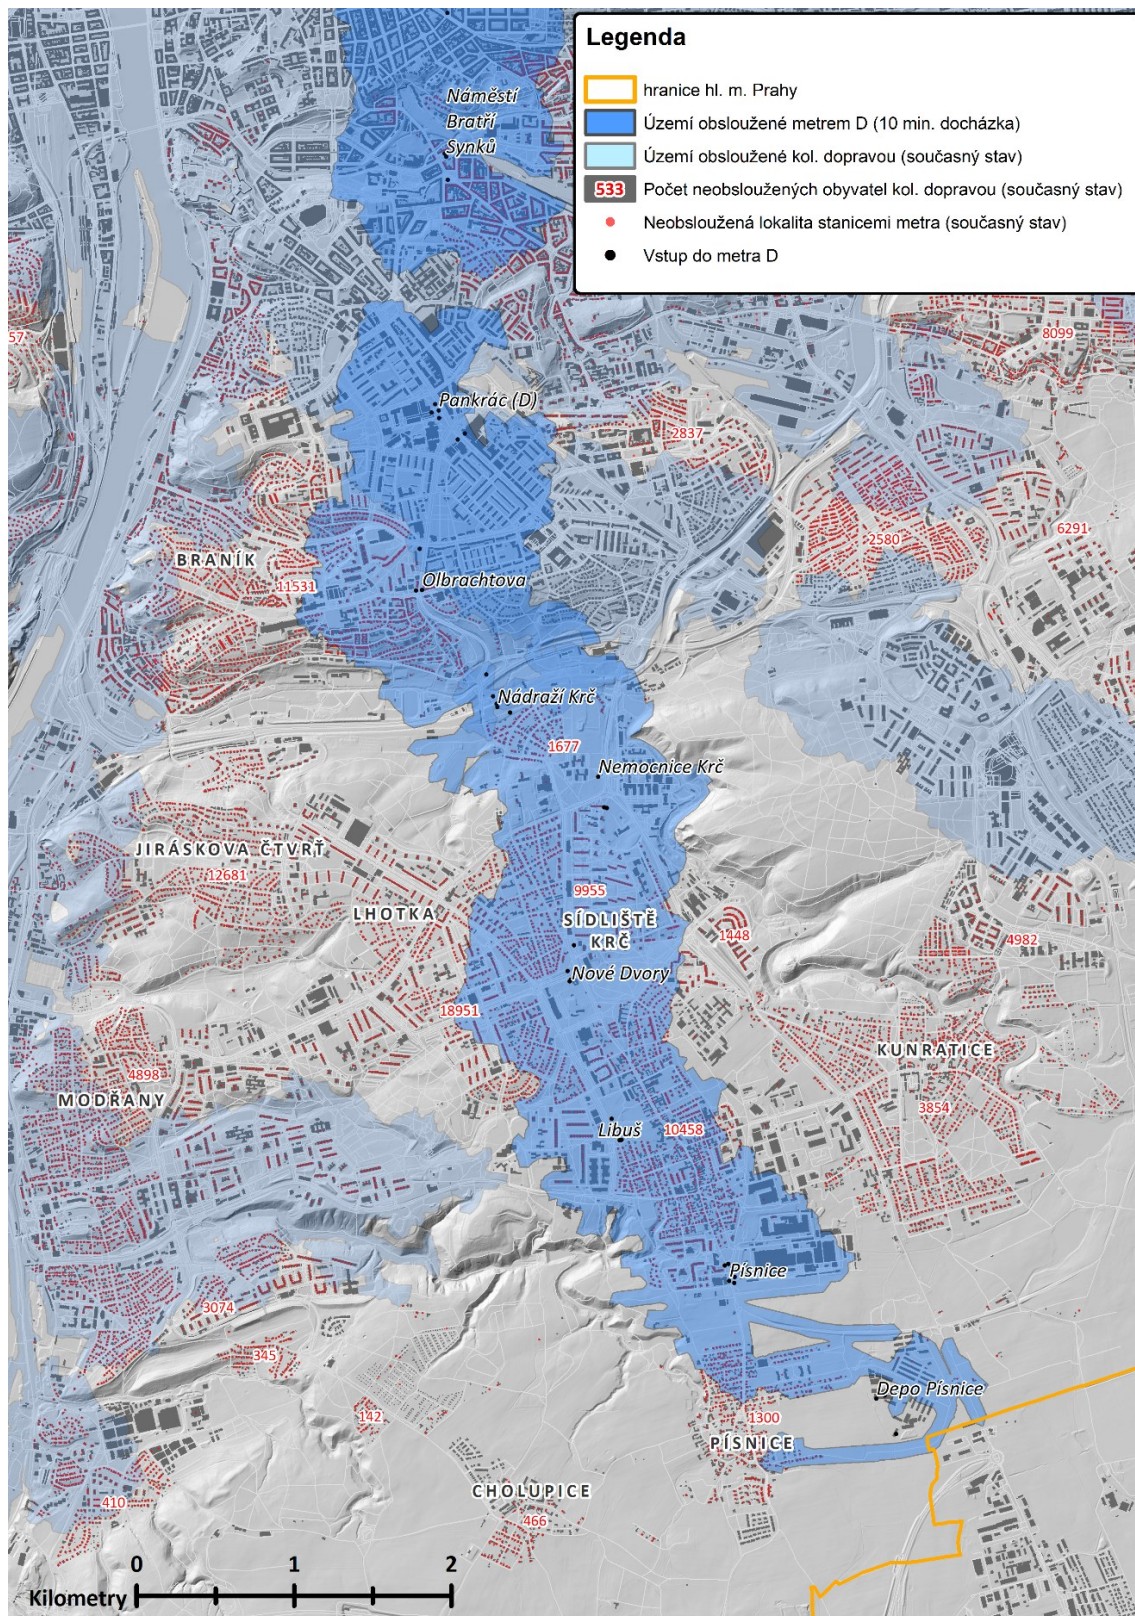 Legenda
hranice hl. m. Prahy
Území obsloužené metrem D (10 min. docházka)
Území obsloužené kol. dopravou (současný stav)
533 Počet neobsloužených obyvatel kol. dopravou (současný stav)
Neobsloužená lokalita stanicemi metra (současný stav)
Vstup do metra D
Náměstí
Bratří
Synků
57
8099
Pankrác (D)
2837
6291
2580
BRANÍK
11531
Olbrachtova
Nádraží Krč
1677
Nemocnice Krč
JIRÁSKOVA ČTVRŤ
12681
9955
LHOTKA
SÍDLIŠTĚ
KRČ
1448
4982
Nové Dvory
18951
KUNRATICE
4898
MODŘANY
3854
Libuš
10458
Písnice
3074
345
Depo Písnice
142
1300
PÍSNICE
CHOLUPICE
410
466
0 1 2
Kilometry